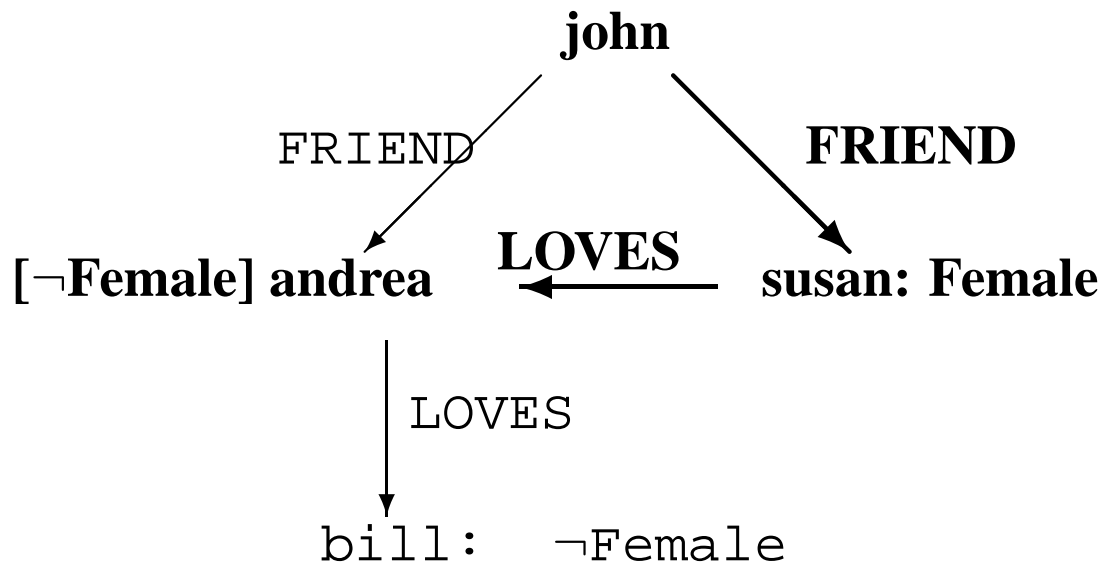 john
FRIEND
FRIEND
LOVES
[¬Female] andrea
susan: Female
LOVES
bill: ¬Female